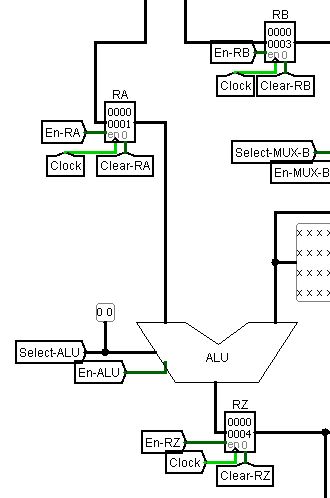 RB
0000
0003
en 0
En-RB
Clock
Clear-RB
RA
0000
0001
en 0
En-RA
Clock
Clear-RA
Select-MUX-B
En-MUX-B
x x x x
x x x x
x x x x
x x x x
0 0
Select-ALU
ALU
En-ALU
RZ
0000
0004
en 0
En-RZ
Clock
Clear-RZ